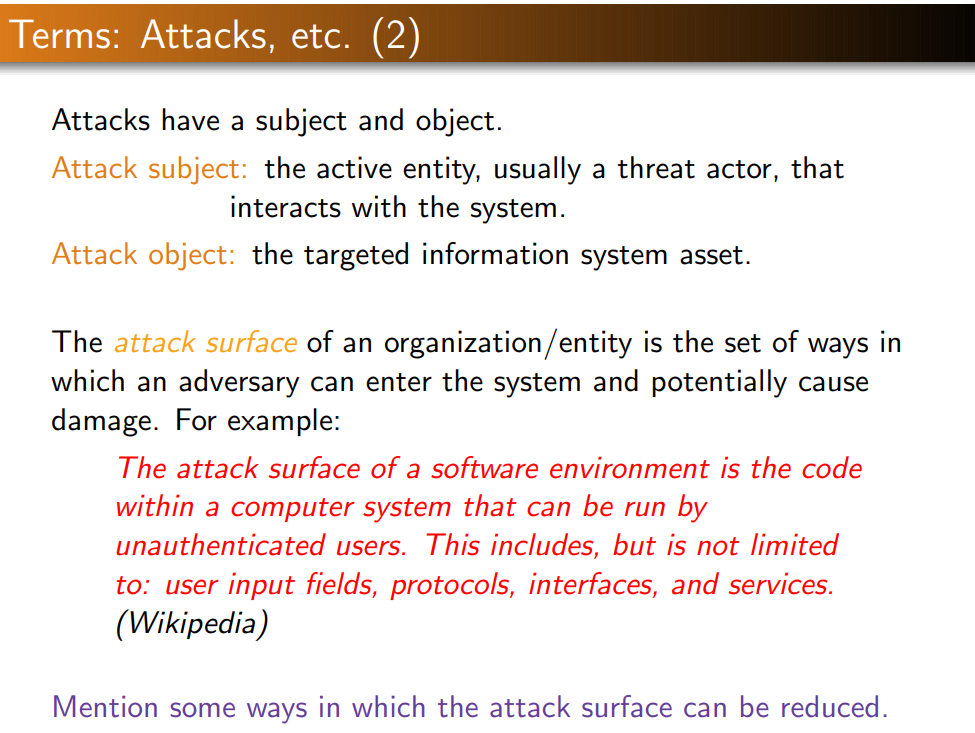 Terms: Attacks, etc. (2)
Attacks have a subject and object.
Attack subject: the active entity, usually a threat actor, that
interacts with the system.
Attack object: the targeted information system asset.
The attack surface of an organization/entity is the set of ways in
which an adversary can enter the system and potentially cause
damage. For example:
The attack surface of a software environment is the code
within a computer system that can be run by
unauthenticated users. This includes, but is not limited
to: user input fields, protocols, interfaces, and services.
(Wikipedia)
Mention some ways in which the attack surface can be reduced.